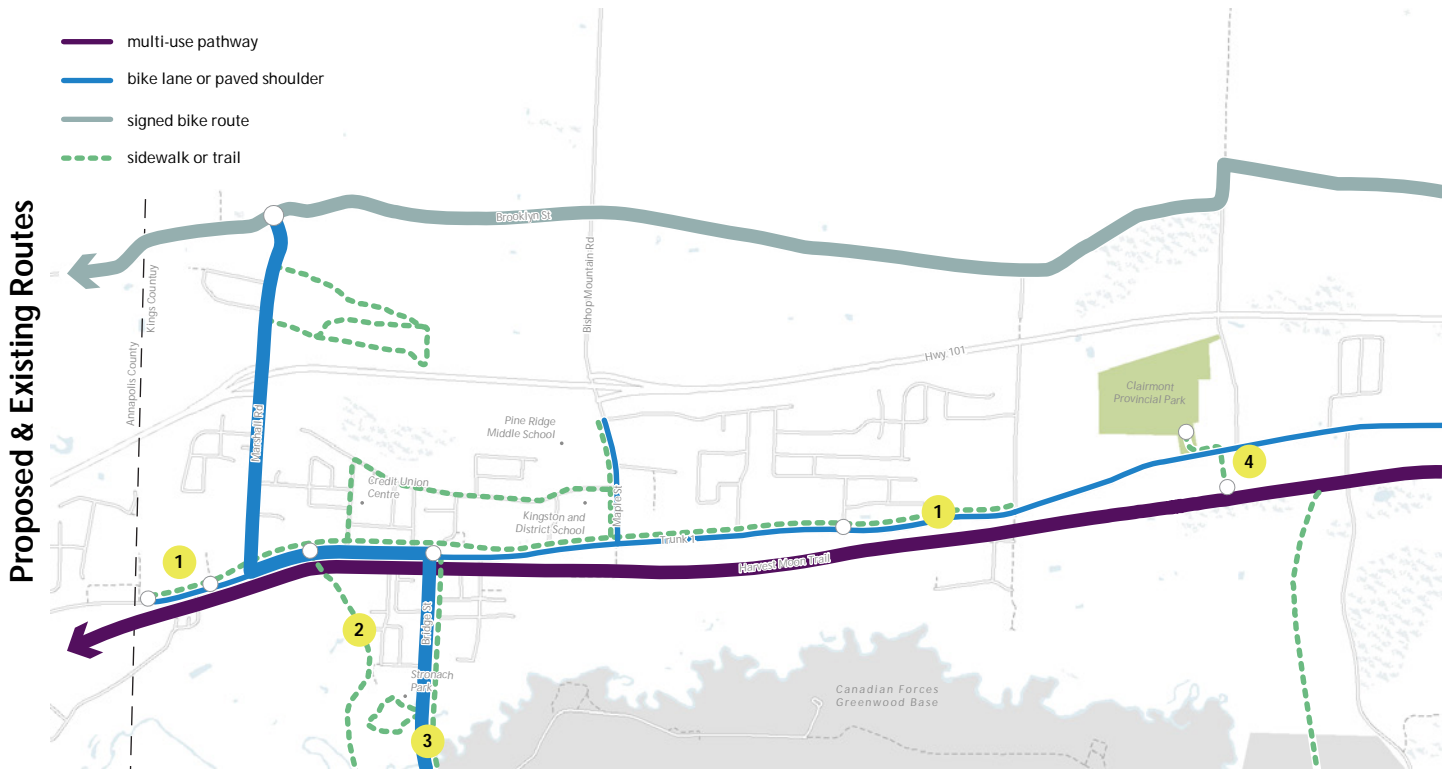 multi-use pathway
bike lane or paved shoulder
signed bike route
sidewalk or trail
Proposed & Existing Routes
Brooklyn St
Kings Countuy
Annapolis County
Bishop Mountain Rd
Hwy 101
Clairmont
Provincial Park
Marshall Rd
Pine Ridge
Middle School
Credit Union
Centre
Kingston and
District School
Maple St
4
1
Trunk 1
1
Harvest Moon Trail
2
Bridge St
Stronach
Park
Canadian Forces
Greenwood Base
3